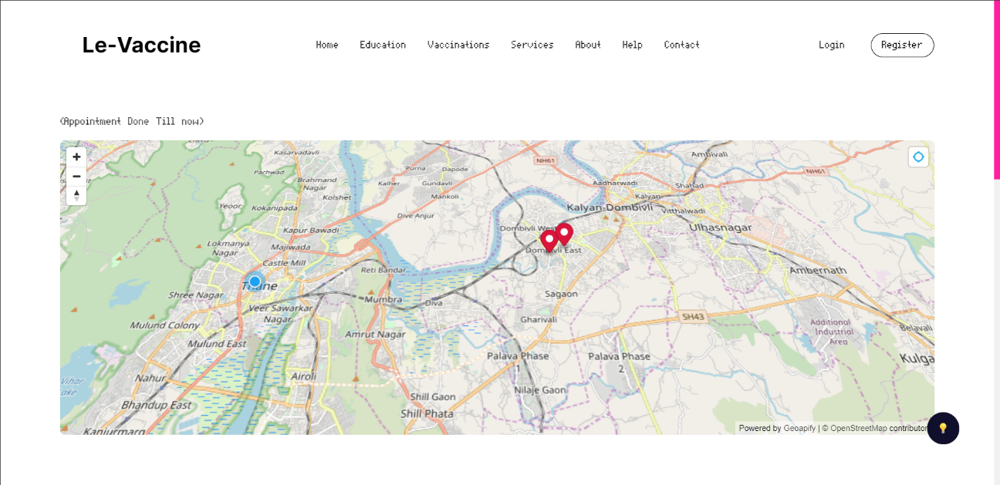 Le-Vaccine
Home Education Vaccinations Services About Help Contact
Login Register
(Appointment Done Till now)
Kasarvadavli
Pachwad
Brahmand
Nagar
Kolshet
Yeoor
Kokanipada
Kapur Bawadi
Lokmanya
Nagar
Majiwada
Castle Mill
Thane
Shree Nagar
Veer Sawarkar
Nagar
Mulund Colony
Mulund East
Nahur
Airoli
Vihar
Lake
Bhandup East
Kanjurmarg
Purna Dapode
Kalher Gundavli
Mankoli
Dive Anjur
Reti Bandar
Mumbra
Diva
Amrut Nagar
Shill Gaon
Shill Phata
NH61
Aadharwadi
Ambivali
NH61
Shahad
Kalyan
Kalyan-Dombivli
Vitthalwadi
Ulhasnagar
Dombivli West
Dombivli East
Sagaon
Gharivali
Ambernath
SH43
Additional
Industrial
Area
Belavali
Kulga
Palava Phase
1
Palava Phase
2
Nilaje Gaon
Powered by Geoapify | © OpenStreetMap contributor